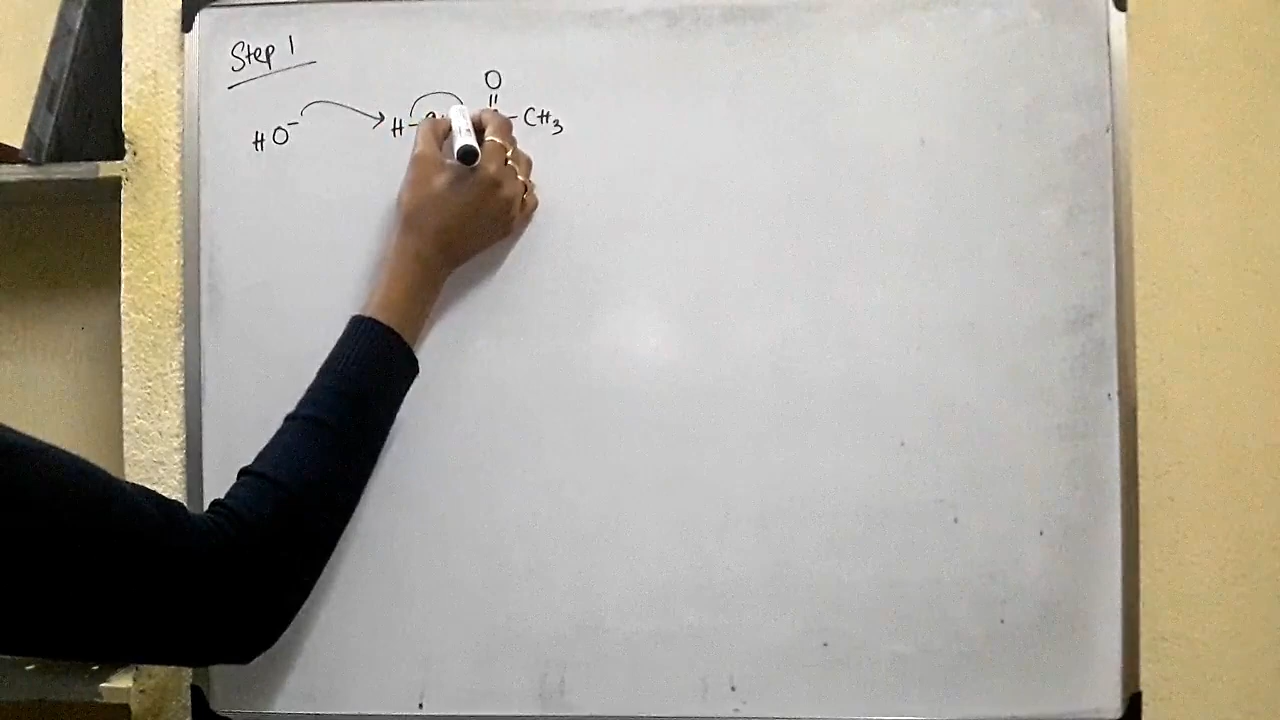 Step 1
O
HO⁻ H- -CH₃